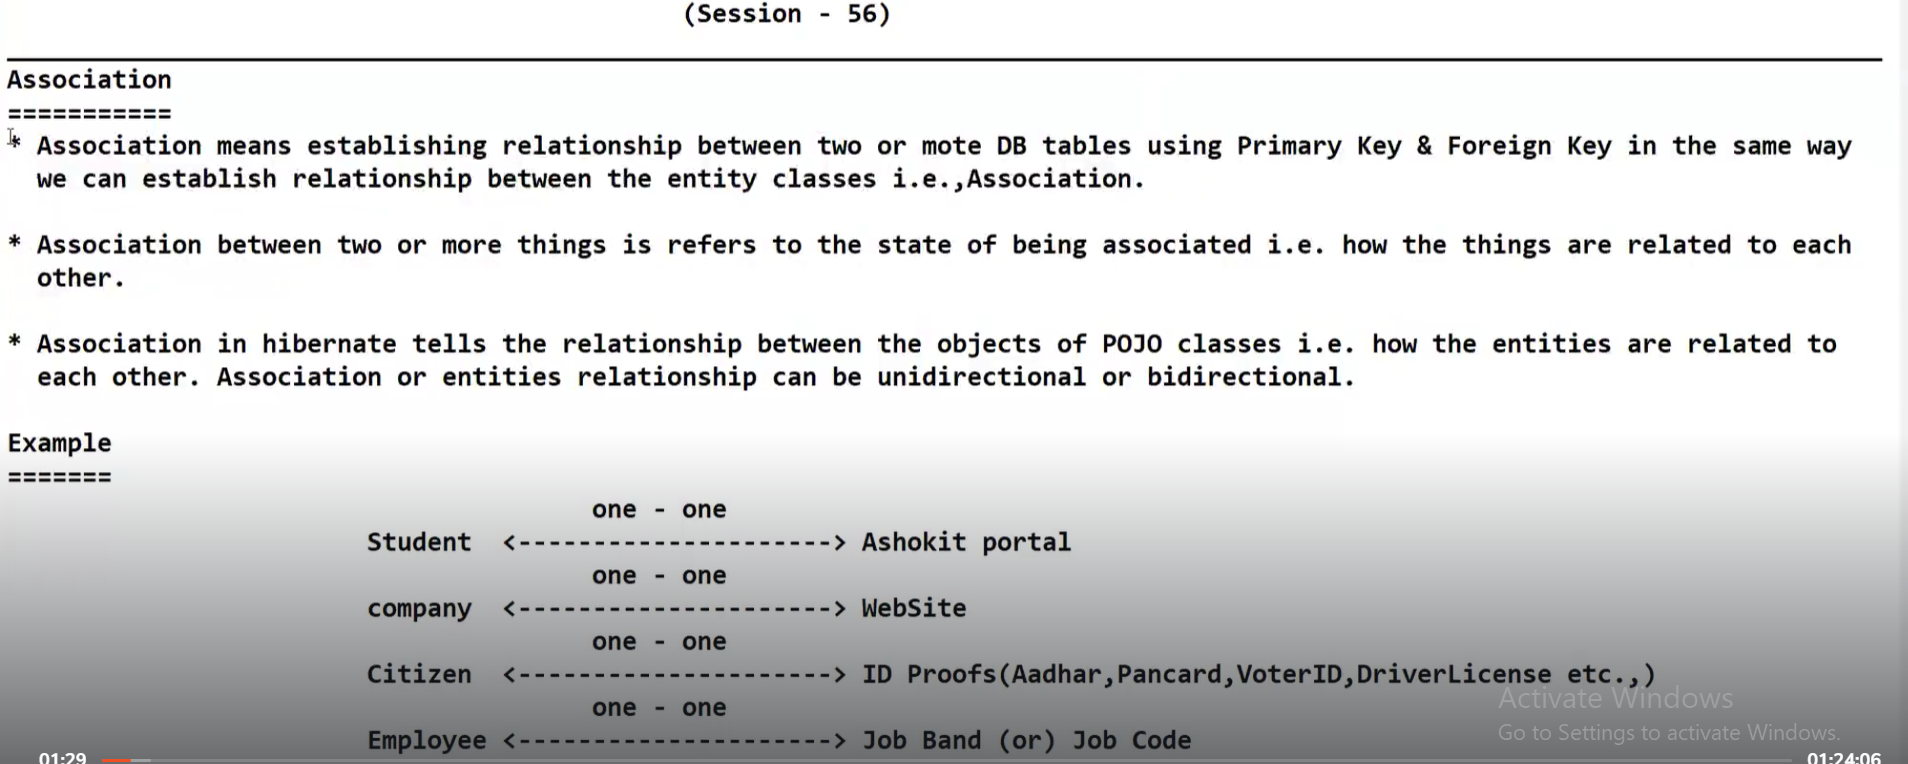 (Session - 56)
Association
===========
* Association means establishing relationship between two or mote DB tables using Primary Key & Foreign Key in the same way
we can establish relationship between the entity classes i.e.,Association.
* Association between two or more things is refers to the state of being associated i.e. how the things are related to each
other.
* Association in hibernate tells the relationship between the objects of POJO classes i.e. how the entities are related to
each other. Association or entities relationship can be unidirectional or bidirectional.
Example
=======
one - one
Student <---------------------> Ashokit portal
one - one
company <---------------------> WebSite
one - one
Citizen <---------------------> ID Proofs(Aadhar,Pancard,VoterID,DriverLicense etc.,)
Activate Windows
one - one
Go to Settings to activate Windows.
Employee <---------------------> Job Band (or) Job Code
01:29
01:24:06